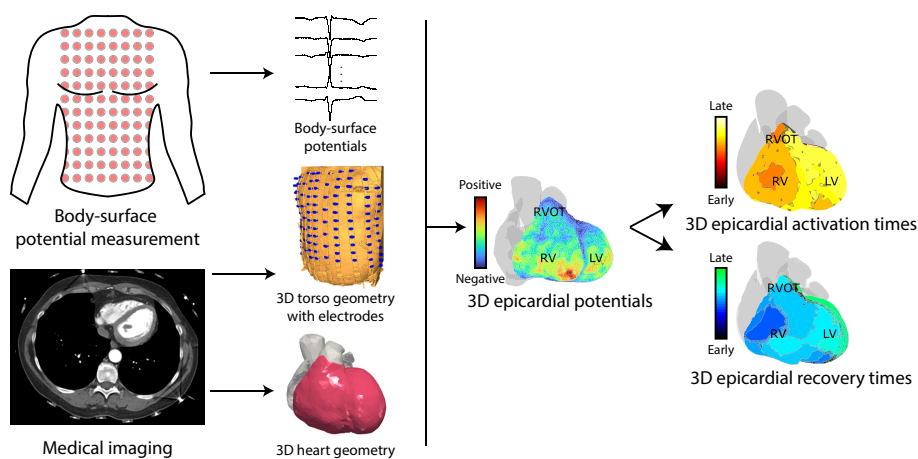 Body-surface
potential measurement
Medical imaging
Body-surface
potentials
3D torso geometry
with electrodes
3D heart geometry
Positive
Negative
RVOT
RV
LV
3D epicardial potentials
Late
Early
RVOT
RV
LV
3D epicardial activation times
Late
Early
RVOT
RV
LV
3D epicardial recovery times